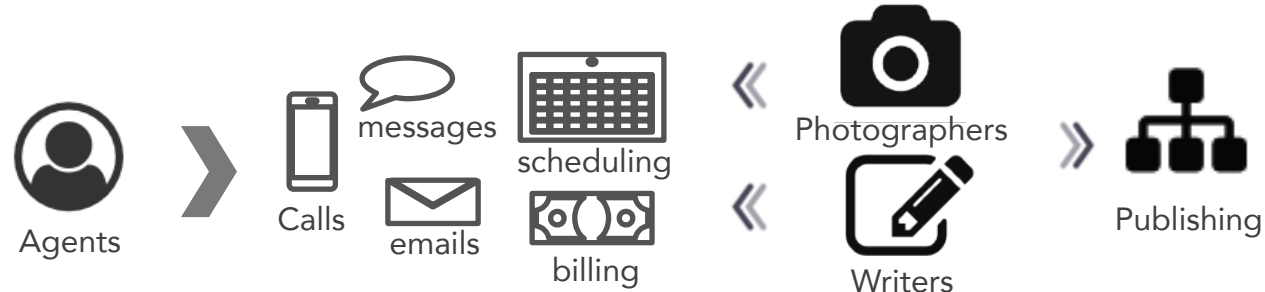 Agents
Calls
messages
emails
scheduling
billing
Photographers
Writers
Publishing